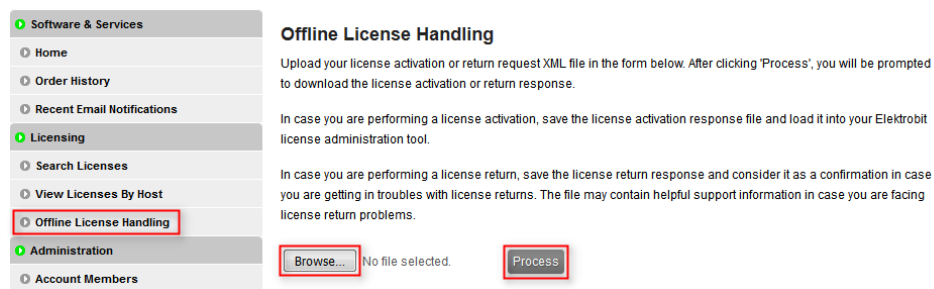 Software & Services
Home
Order History
Recent Email Notifications
Licensing
Search Licenses
View Licenses By Host
Offline License Handling
Administration
Account Members
Offline License Handling
Upload your license activation or return request XML file in the form below. After clicking 'Process', you will be prompted
to download the license activation or return response.
In case you are performing a license activation, save the license activation response file and load it into your Elektrobit
license administration tool.
In case you are performing a license return, save the license return response and consider it as a confirmation in case
you are getting in troubles with license returns. The file may contain helpful support information in case you are facing
license return problems.
Browse... No file selected. Process